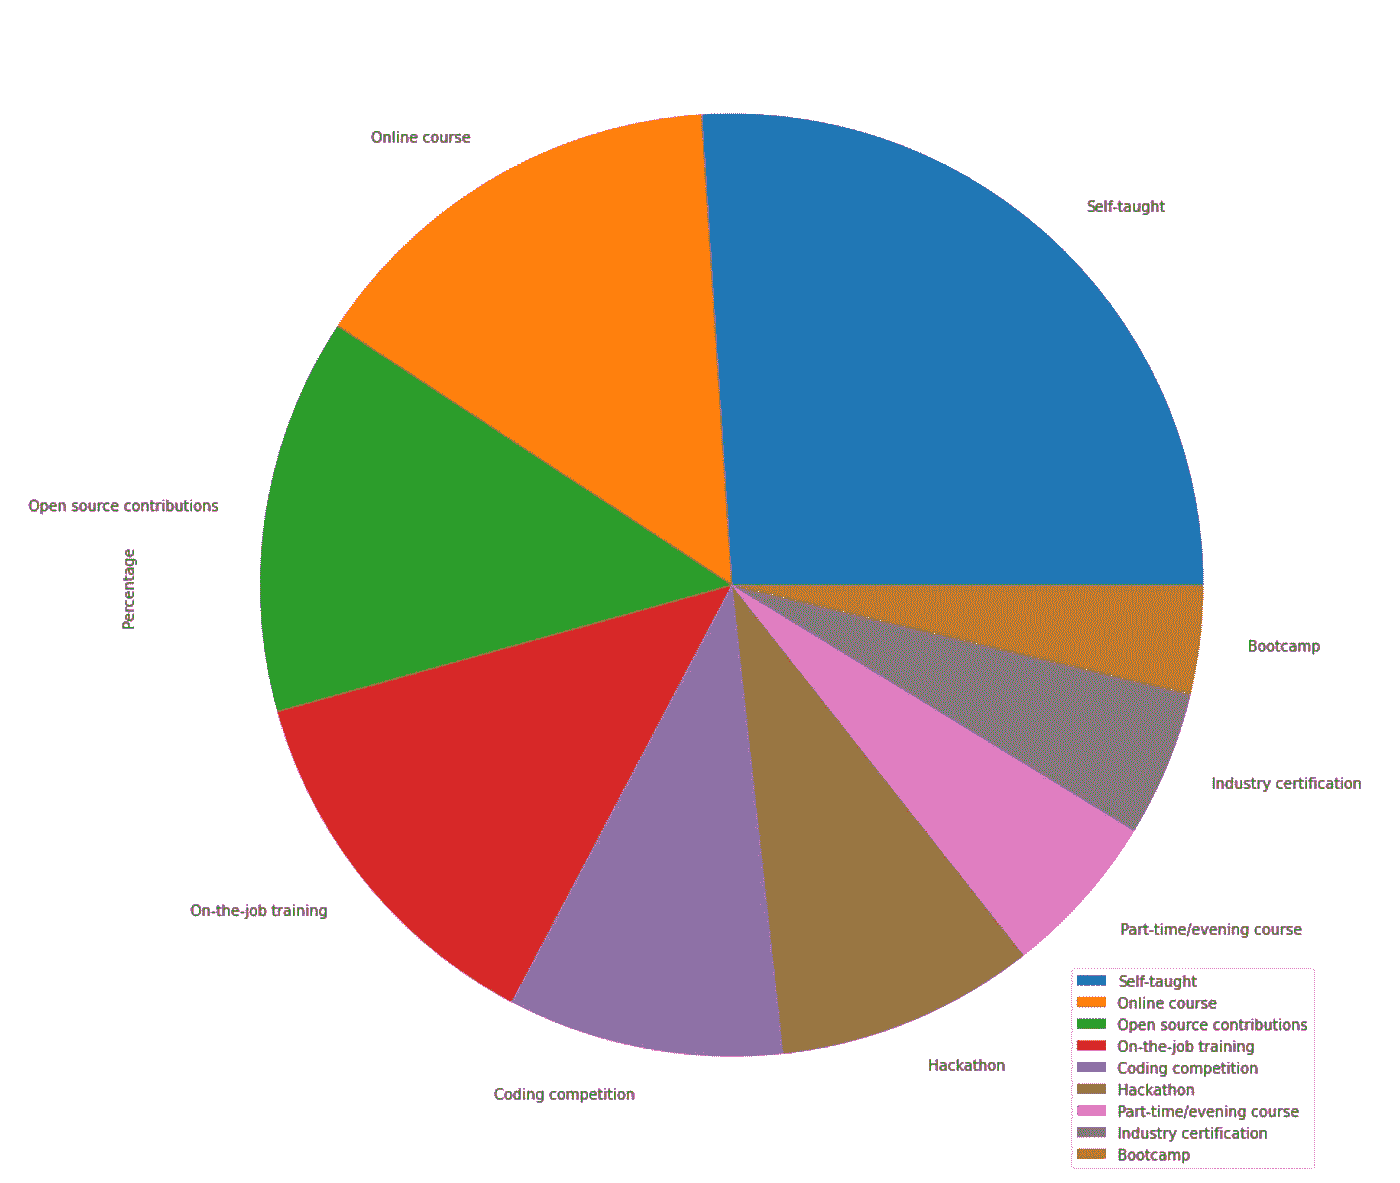 Online course
Self-taught
Open source contributions
Percentage
Bootcamp
Industry certification
On-the-job training
Part-time/evening course
Hackathon
Coding competition
Self-taught
Online course
Open source contributions
On-the-job training
Coding competition
Hackathon
Part-time/evening course
Industry certification
Bootcamp